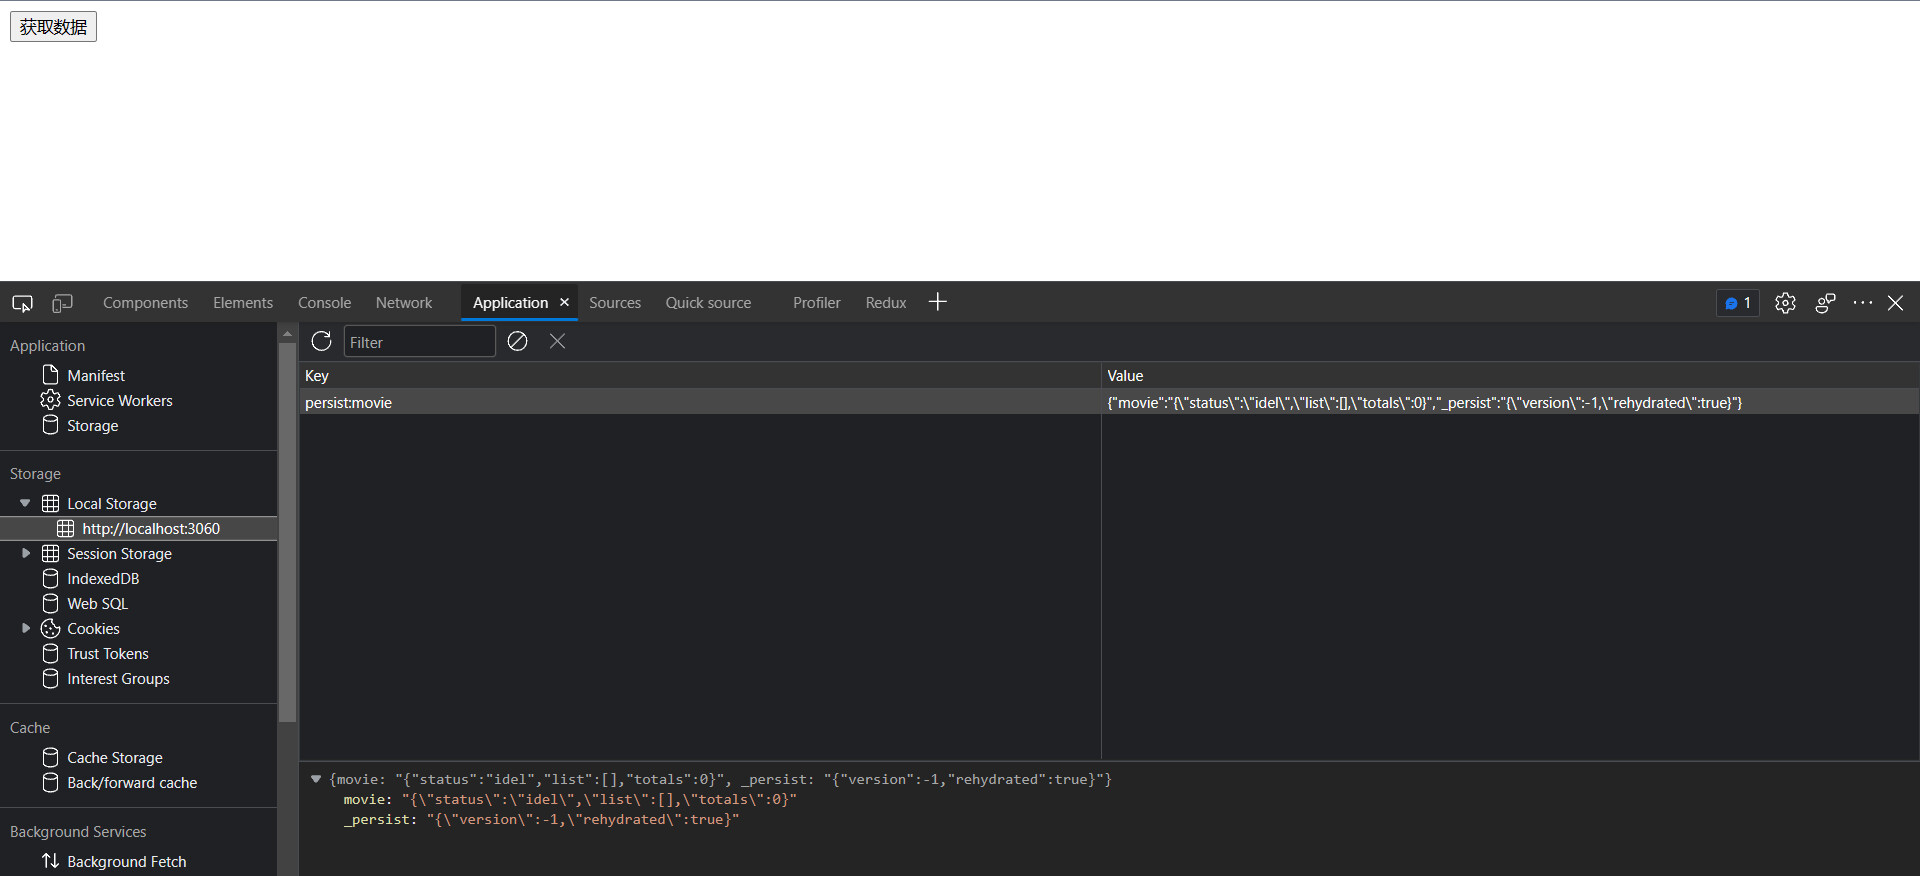 获取数据
Components Elements Console Network Application × Sources Quick source Profiler Redux + 1
Application
Manifest
Service Workers
Storage
Storage
Local Storage
http://localhost:3060
Session Storage
IndexedDB
Web SQL
Cookies
Trust Tokens
Interest Groups
Cache
Cache Storage
Back/forward cache
Background Services
Background Fetch
Filter
Key Value
persist:movie {"movie":"{\"status\":\"idel\",\"list\":[],\"totals\":0}","_persist":"{\"version\":-1,\"rehydrated\":true}"}
{movie: "{"status":"idel","list":[],"totals":0}", _persist: "{"version":-1,"rehydrated":true}"}
movie: "{\"status\":\"idel\",\"list\":[],\"totals\":0}"
_persist: "{\"version\":-1,\"rehydrated\":true}"